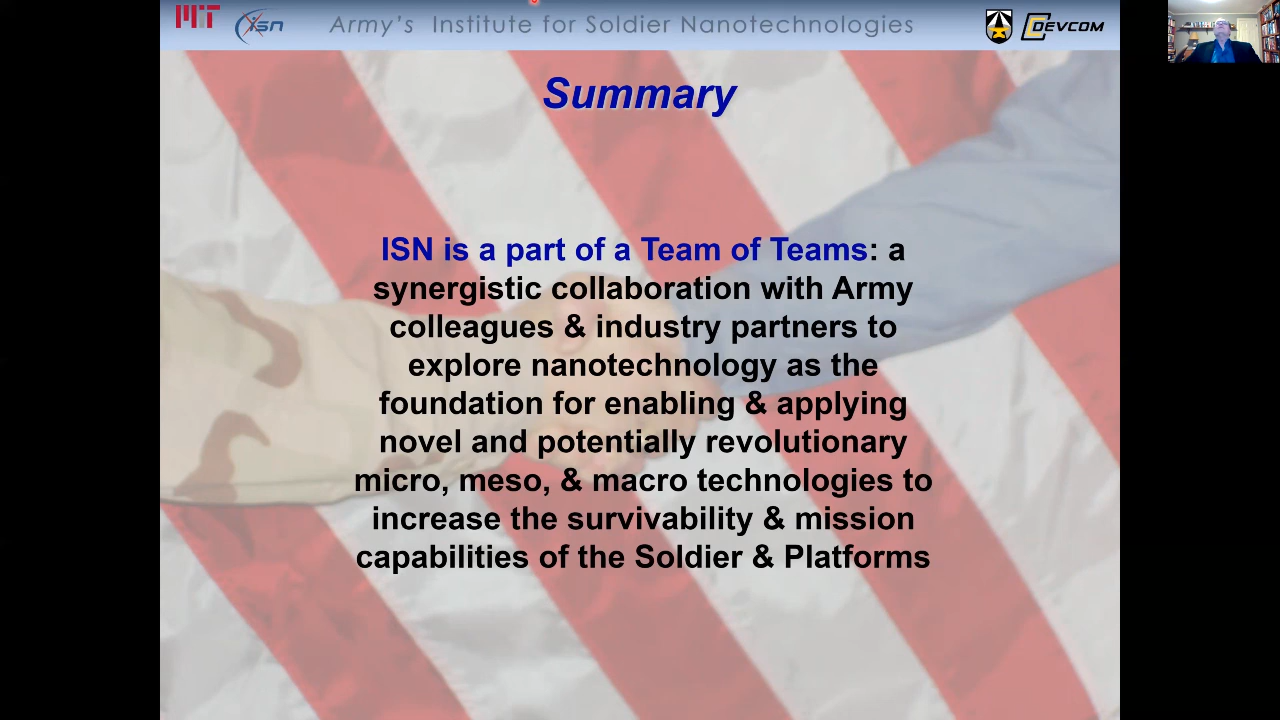 MIT
isn
Army's Institute for Soldier Nanotechnologies
DEVCOM
Summary
ISN is a part of a Team of Teams: a
synergistic collaboration with Army
colleagues & industry partners to
explore nanotechnology as the
foundation for enabling & applying
novel and potentially revolutionary
micro, meso, & macro technologies to
increase the survivability & mission
capabilities of the Soldier & Platforms